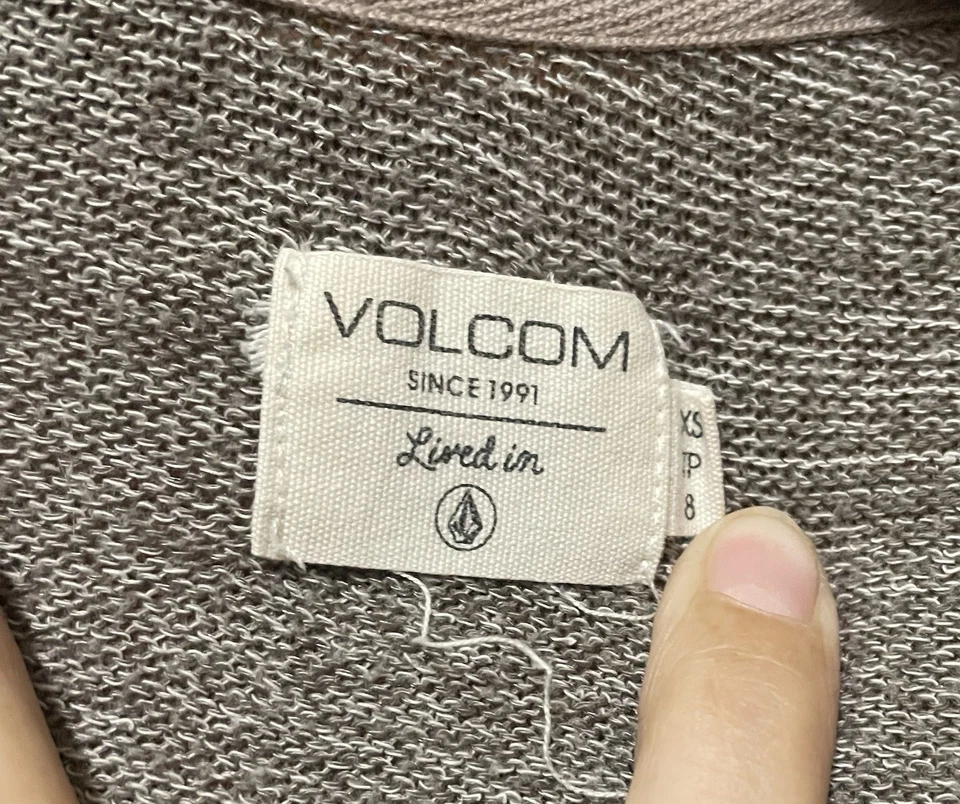 VOLCOM
SINCE 1991
Lived in
XS
TP
8